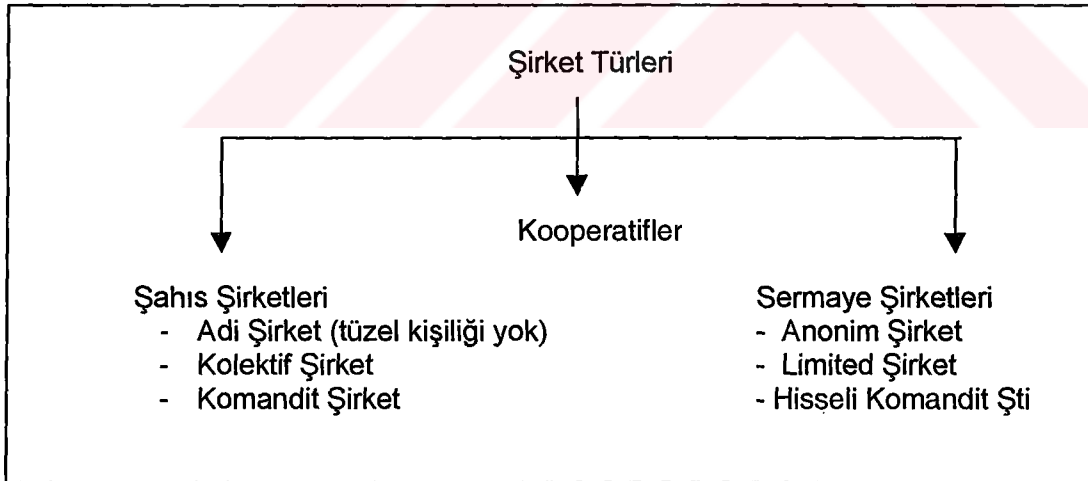 Şirket Türleri
Kooperatifler
Şahıs Şirketleri
- Adi Şirket (tüzel kişiliği yok)
- Kolektif Şirket
- Komandit Şirket
Sermaye Şirketleri
- Anonim Şirket
- Limited Şirket
- Hisseli Komandit Şti